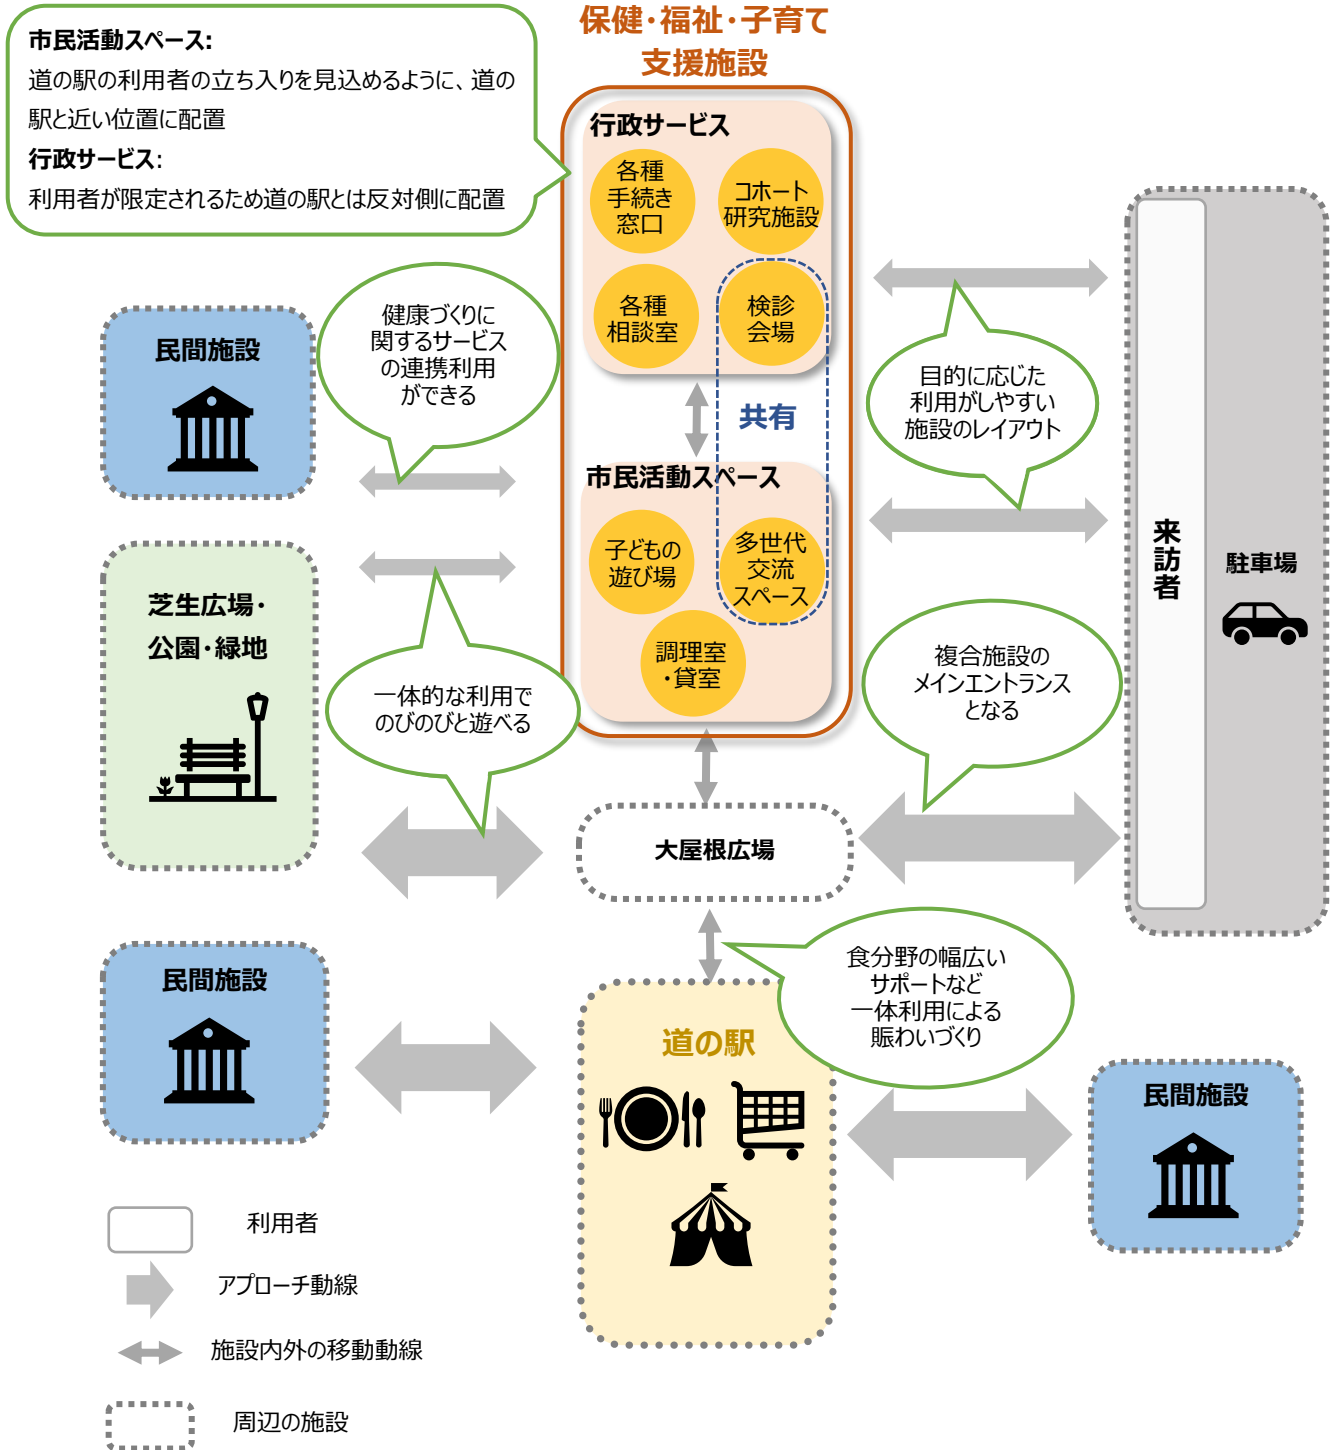 保健・福祉・子育て
支援施設
市民活動スペース:
道の駅の利用者の立ち入りを見込めるように、道の
駅と近い位置に配置
行政サービス:
利用者が限定されるため道の駅とは反対側に配置
行政サービス
各種
手続き
窓口
コホート
研究施設
各種
相談室
検診
会場
共有
市民活動スペース
子どもの
遊び場
多世代
交流
スペース
調理室
・貸室
民間施設
健康づくりに
関するサービス
の連携利用
ができる
目的に応じた
利用がしやすい
施設のレイアウト
来訪者
駐車場
芝生広場・
公園・緑地
一体的な利用で
のびのびと遊べる
複合施設の
メインエントランス
となる
大屋根広場
民間施設
食分野の幅広い
サポートなど
一体利用による
賑わいづくり
道の駅
民間施設
利用者
アプローチ動線
施設内外の移動動線
周辺の施設